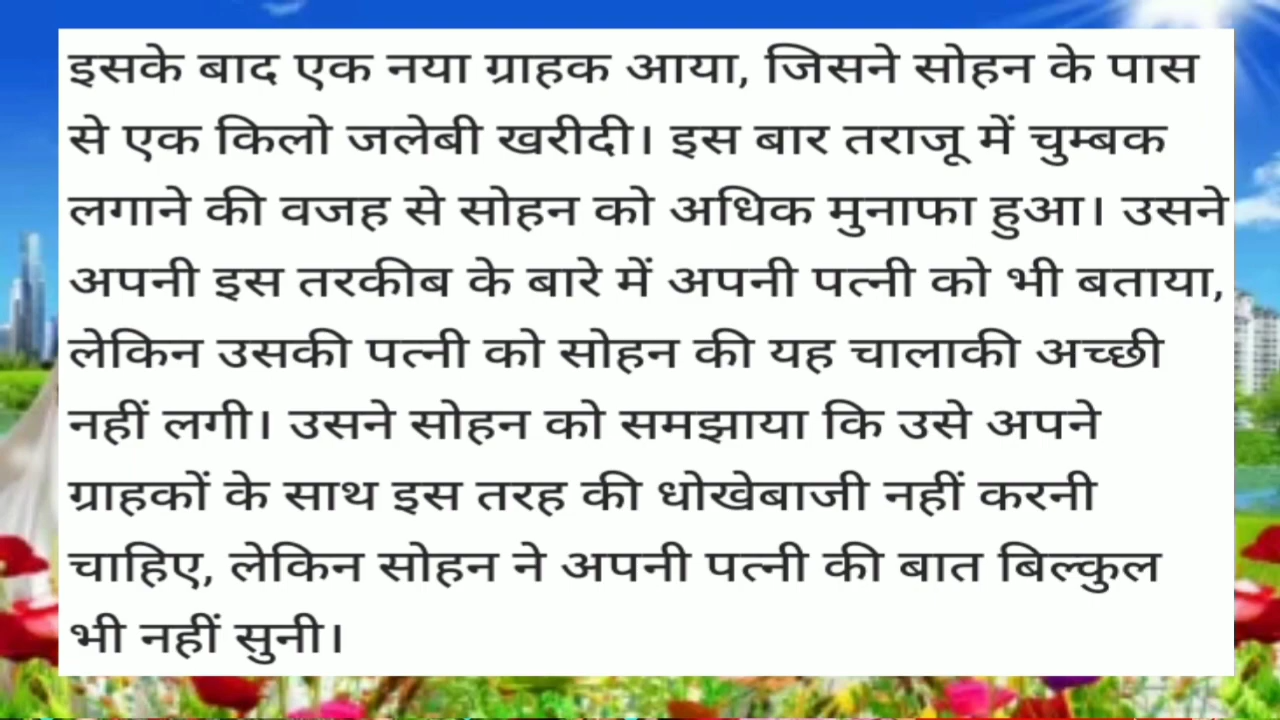 इसके बाद एक नया ग्राहक आया, जिसने सोहन के पास
से एक किलो जलेबी खरीदी। इस बार तराजू में चुम्बक
लगाने की वजह से सोहन को अधिक मुनाफा हुआ। उसने
अपनी इस तरकीब के बारे में अपनी पत्नी को भी बताया,
लेकिन उसकी पत्नी को सोहन की यह चालाकी अच्छी
नहीं लगी। उसने सोहन को समझाया कि उसे अपने
ग्राहकों के साथ इस तरह की धोखेबाजी नहीं करनी
चाहिए, लेकिन सोहन ने अपनी पत्नी की बात बिल्कुल
भी नहीं सुनी।